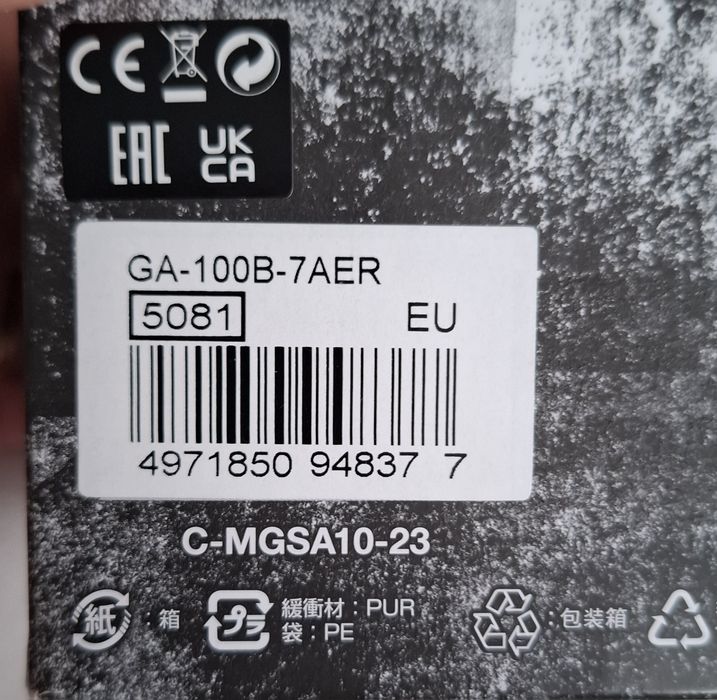 CE
EAC
UK
CA
GA-100B-7AER
5081 EU
4971850 94837 7
C-MGSA10-23
紙 : 箱 プラ 緩衝材 : PUR : 包装箱
袋 : PE